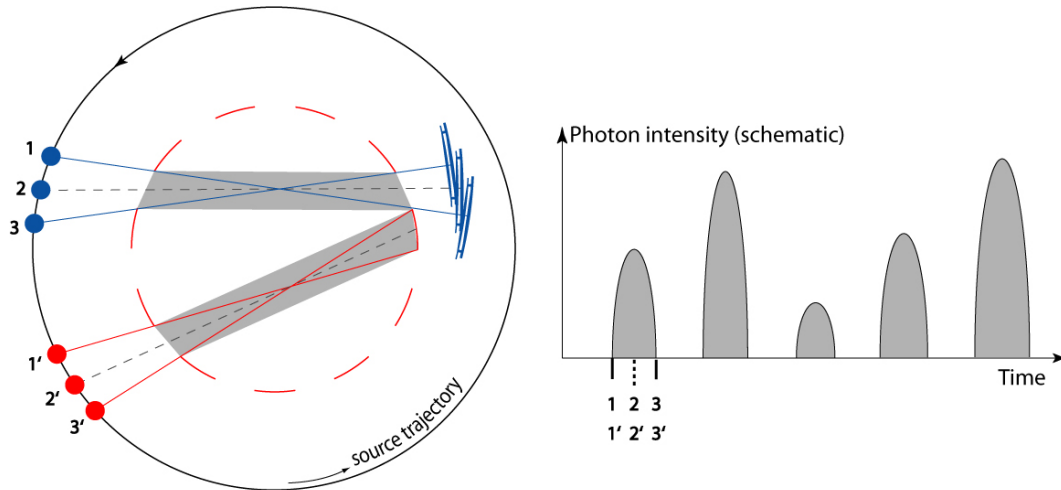 1
2
3
1‘
2‘
3‘
source trajectory
Photon intensity (schematic)
Time
1 2 3
1‘ 2‘ 3‘